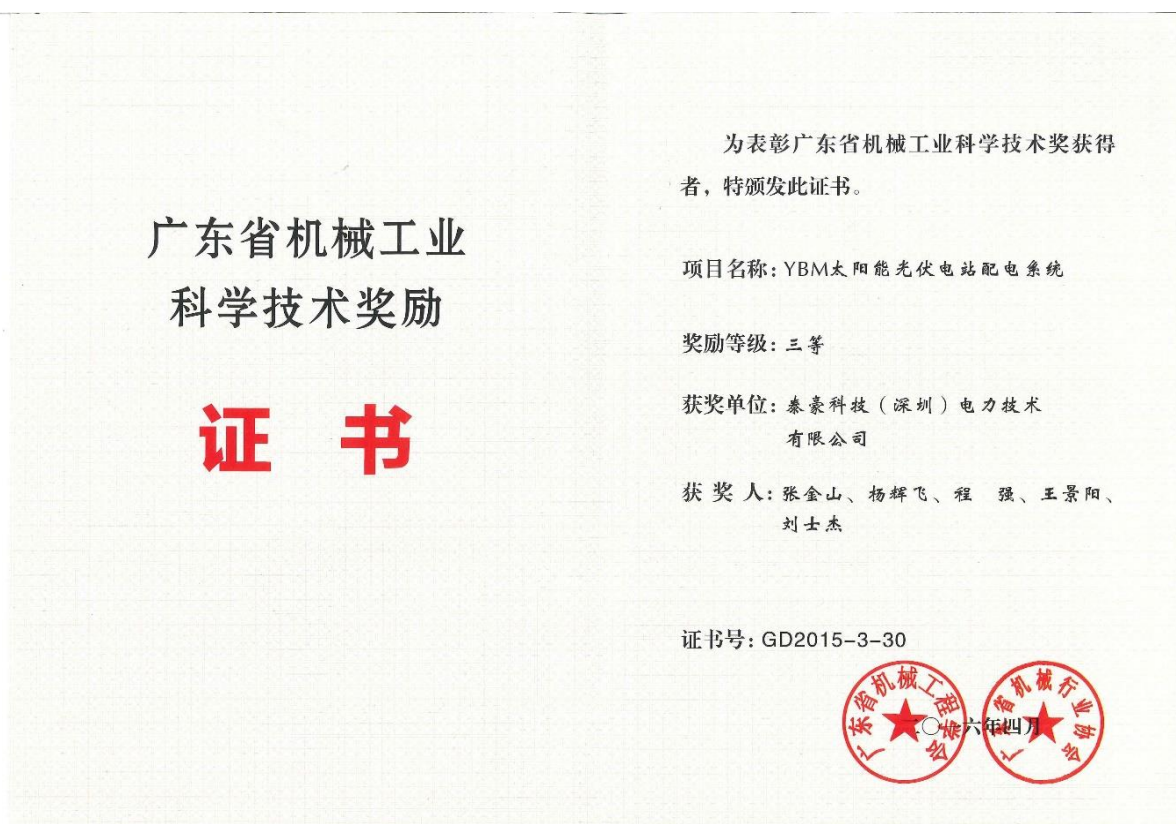 广东省机械工业
科学技术奖励
证 书
为表彰广东省机械工业科学技术奖获得
者，特颁发此证书。
项目名称：YBM太阳能光伏电站配电系统
奖励等级：三等
获奖单位：泰豪科技（深圳）电力技术
有限公司
获 奖 人：张金山、杨辉飞、程　强、王景阳、
刘士杰
证书号：GD2015-3-30
广东省机械工程学会
广东省机械行业协会
二〇一六年四月